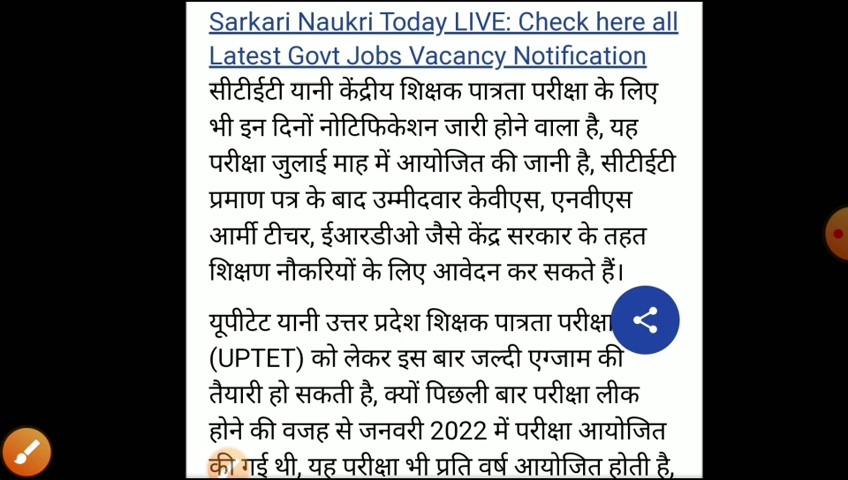 Sarkari Naukri Today LIVE: Check here all
Latest Govt Jobs Vacancy Notification
सीटीईटी यानी केंद्रीय शिक्षक पात्रता परीक्षा के लिए
भी इन दिनों नोटिफिकेशन जारी होने वाला है, यह
परीक्षा जुलाई माह में आयोजित की जानी है, सीटीईटी
प्रमाण पत्र के बाद उम्मीदवार केवीएस, एनवीएस
आर्मी टीचर, ईआरडीओ जैसे केंद्र सरकार के तहत
शिक्षण नौकरियों के लिए आवेदन कर सकते हैं।
यूपीटेट यानी उत्तर प्रदेश शिक्षक पात्रता परीक्षा
(UPTET) को लेकर इस बार जल्दी एग्जाम की
तैयारी हो सकती है, क्यों पिछली बार परीक्षा लीक
होने की वजह से जनवरी 2022 में परीक्षा आयोजित
की गई थी, यह परीक्षा भी प्रति वर्ष आयोजित होती है,